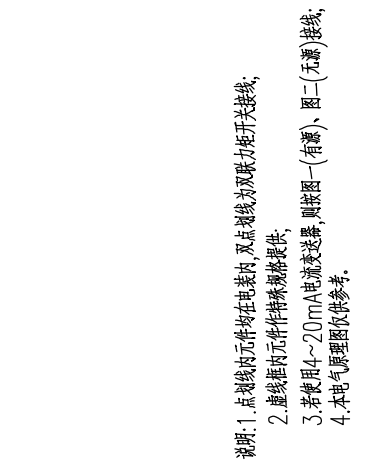 说明:1.点划线内元件均在电装内,双点划线为双联力矩开关接线;
2.虚线框内元件作特殊规格提供;
3.若使用4~20mA电流变送器,则按图一(有源)、图二(无源)接线;
4.本电气原理图仅供参考。